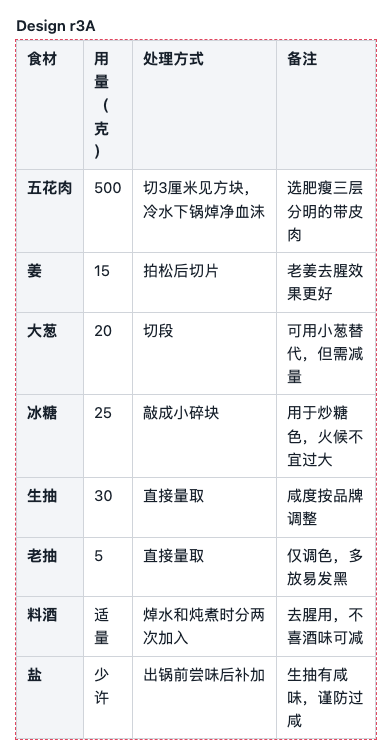 Design r3A
食材 用量（克） 处理方式 备注
五花肉 500 切3厘米见方块，冷水下锅焯净血沫 选肥瘦三层分明的带皮肉
姜 15 拍松后切片 老姜去腥效果更好
大葱 20 切段 可用小葱替代，但需减量
冰糖 25 敲成小碎块 用于炒糖色，火候不宜过大
生抽 30 直接量取 咸度按品牌调整
老抽 5 直接量取 仅调色，多放易发黑
料酒 适量 焯水和炖煮时分两次加入 去腥用，不喜酒味可减
盐 少许 出锅前尝味后补加 生抽有咸味，谨防过咸